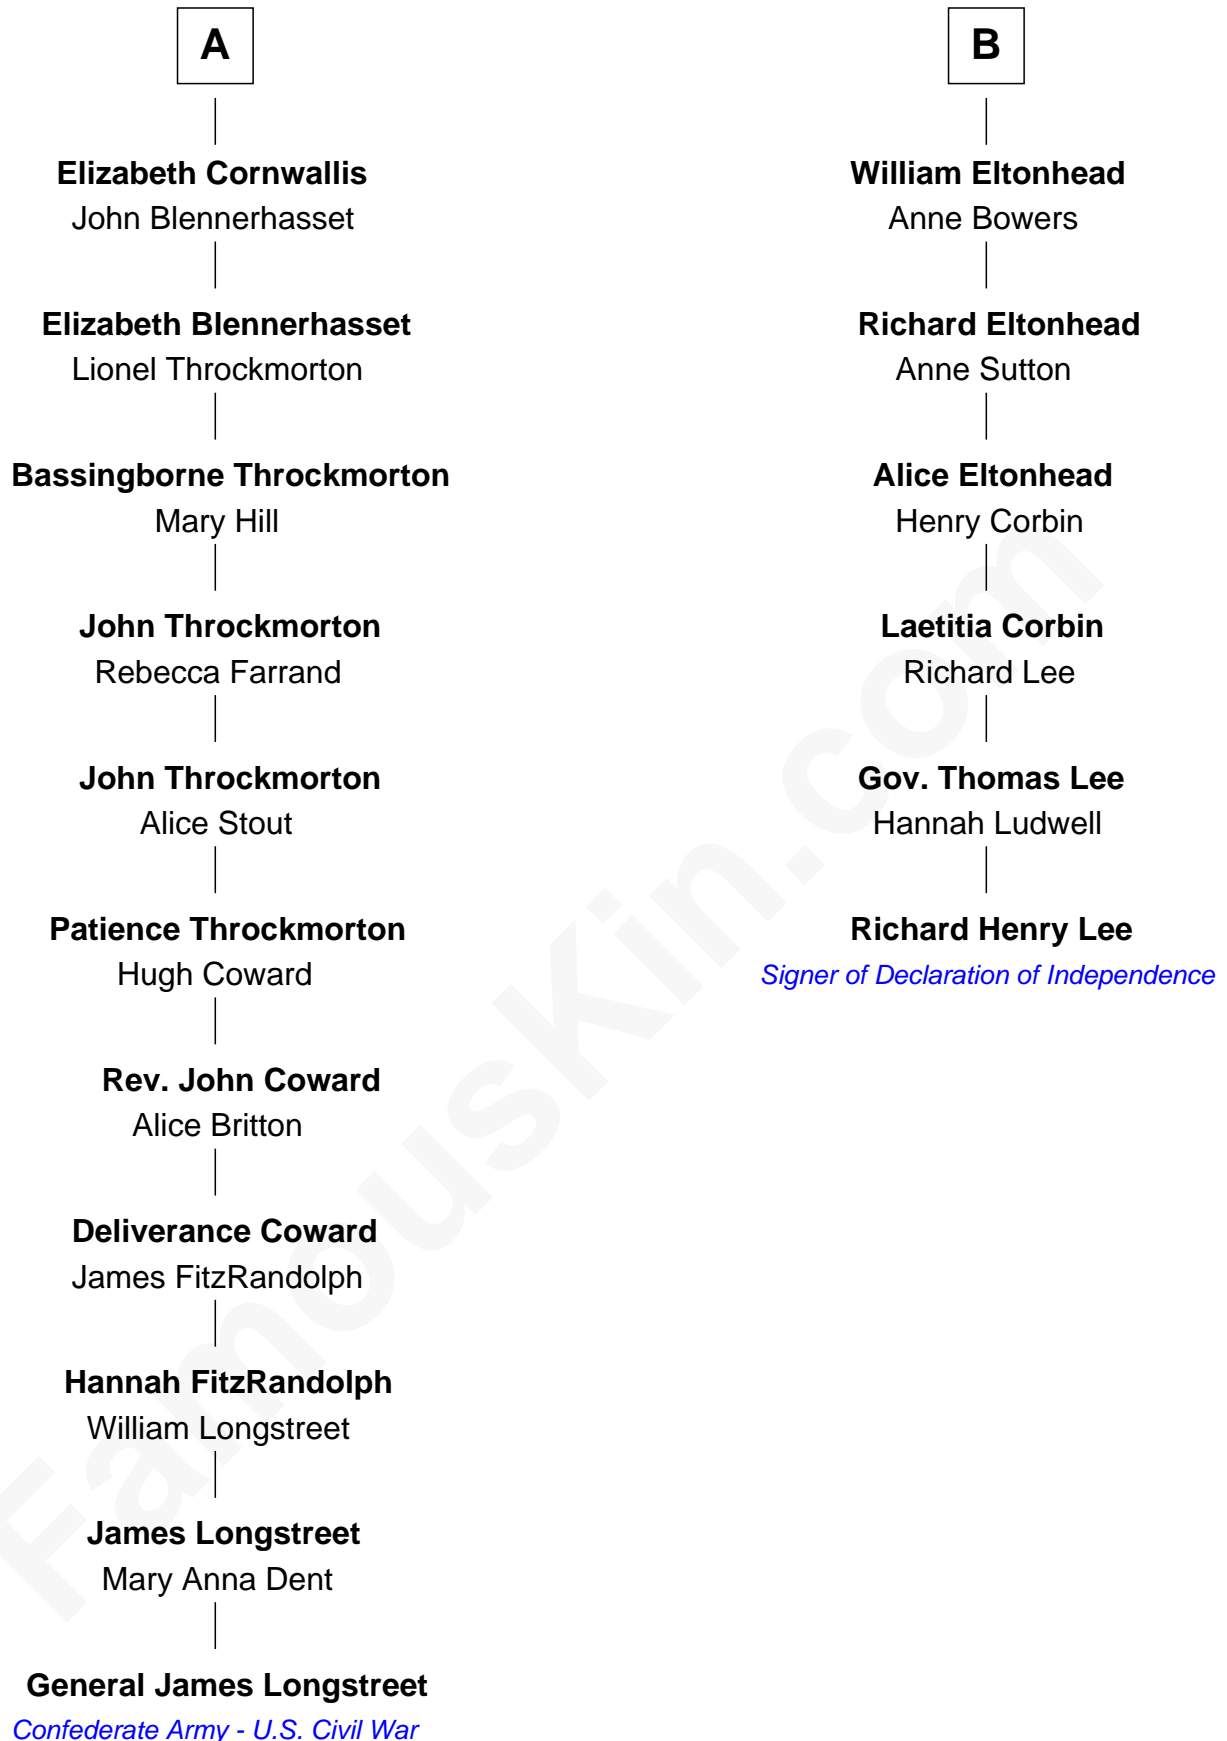 A
Elizabeth Cornwallis
John Blennerhasset
Elizabeth Blennerhasset
Lionel Throckmorton
Bassingborne Throckmorton
Mary Hill
John Throckmorton
Rebecca Farrand
John Throckmorton
Alice Stout
Patience Throckmorton
Hugh Coward
Rev. John Coward
Alice Britton
Deliverance Coward
James FitzRandolph
Hannah FitzRandolph
William Longstreet
James Longstreet
Mary Anna Dent
General James Longstreet
Confederate Army - U.S. Civil War
B
William Eltonhead
Anne Bowers
Richard Eltonhead
Anne Sutton
Alice Eltonhead
Henry Corbin
Laetitia Corbin
Richard Lee
Gov. Thomas Lee
Hannah Ludwell
Richard Henry Lee
Signer of Declaration of Independence
FamousKin.com